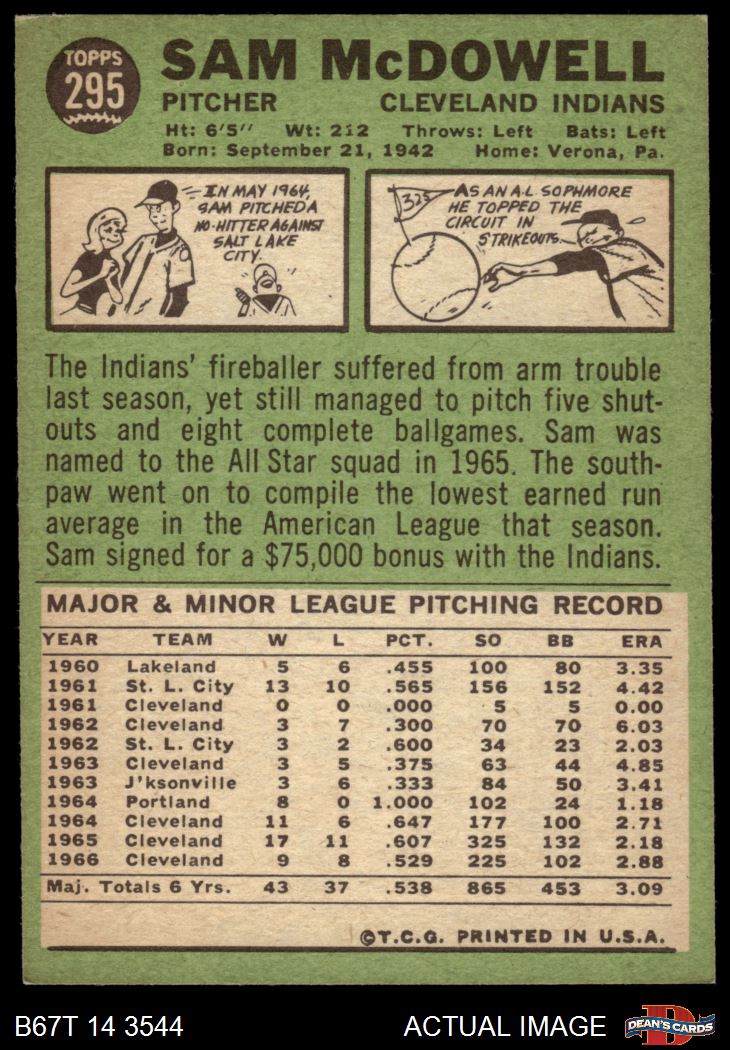 TOPPS
295
SAM McDOWELL
PITCHER CLEVELAND INDIANS
Ht: 6'5" Wt: 212 Throws: Left Bats: Left
Born: September 21, 1942 Home: Verona, Pa.
IN MAY 1964,
SAM PITCHED A
NO-HITTER AGAINST
SALT LAKE
CITY.
325
AS AN A.L. SOPHMORE
HE TOPPED THE
CIRCUIT IN
STRIKEOUTS.
The Indians' fireballer suffered from arm trouble
last season, yet still managed to pitch five shut-
outs and eight complete ballgames. Sam was
named to the All Star squad in 1965. The south-
paw went on to compile the lowest earned run
average in the American League that season.
Sam signed for a $75,000 bonus with the Indians.
MAJOR & MINOR LEAGUE PITCHING RECORD
YEAR TEAM W L PCT. SO BB ERA
1960 Lakeland 5 6 .455 100 80 3.35
1961 St. L. City 13 10 .565 156 152 4.42
1961 Cleveland 0 0 .000 5 5 0.00
1962 Cleveland 3 7 .300 70 70 6.03
1962 St. L. City 3 2 .600 34 23 2.03
1963 Cleveland 3 5 .375 63 44 4.85
1963 J'ksonville 3 6 .333 84 50 3.41
1964 Portland 8 0 1.000 102 24 1.18
1964 Cleveland 11 6 .647 177 100 2.71
1965 Cleveland 17 11 .607 325 132 2.18
1966 Cleveland 9 8 .529 225 102 2.88
Maj. Totals 6 Yrs. 43 37 .538 865 453 3.09
©T.C.G. PRINTED IN U.S.A.
B67T 14 3544 ACTUAL IMAGE
D
DEAN'S CARDS